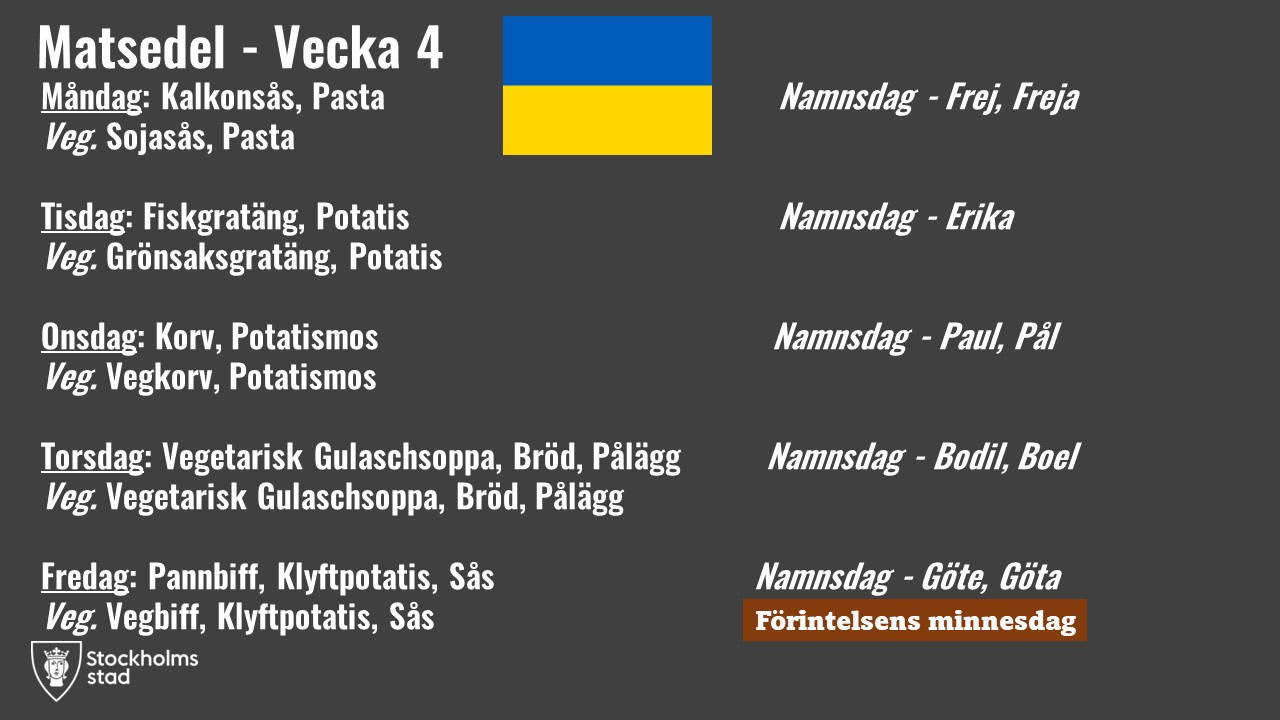 Matsedel - Vecka 4
Måndag: Kalkonsås, Pasta
Namnsdag - Frej, Freja
Veg. Sojasås, Pasta
Tisdag: Fiskgratäng, Potatis
Namnsdag - Erika
Veg. Grönsaksgratäng, Potatis
Onsdag: Korv, Potatismos
Namnsdag - Paul, Pål
Veg. Vegkorv, Potatismos
Torsdag: Vegetarisk Gulaschsoppa, Bröd, Pålägg
Namnsdag - Bodil, Boel
Veg. Vegetarisk Gulaschsoppa, Bröd, Pålägg
Fredag: Pannbiff, Klyftpotatis, Sås
Namnsdag - Göte, Göta
Veg. Vegbiff, Klyftpotatis, Sås
Förintelsens minnesdag
Stockholms
stad